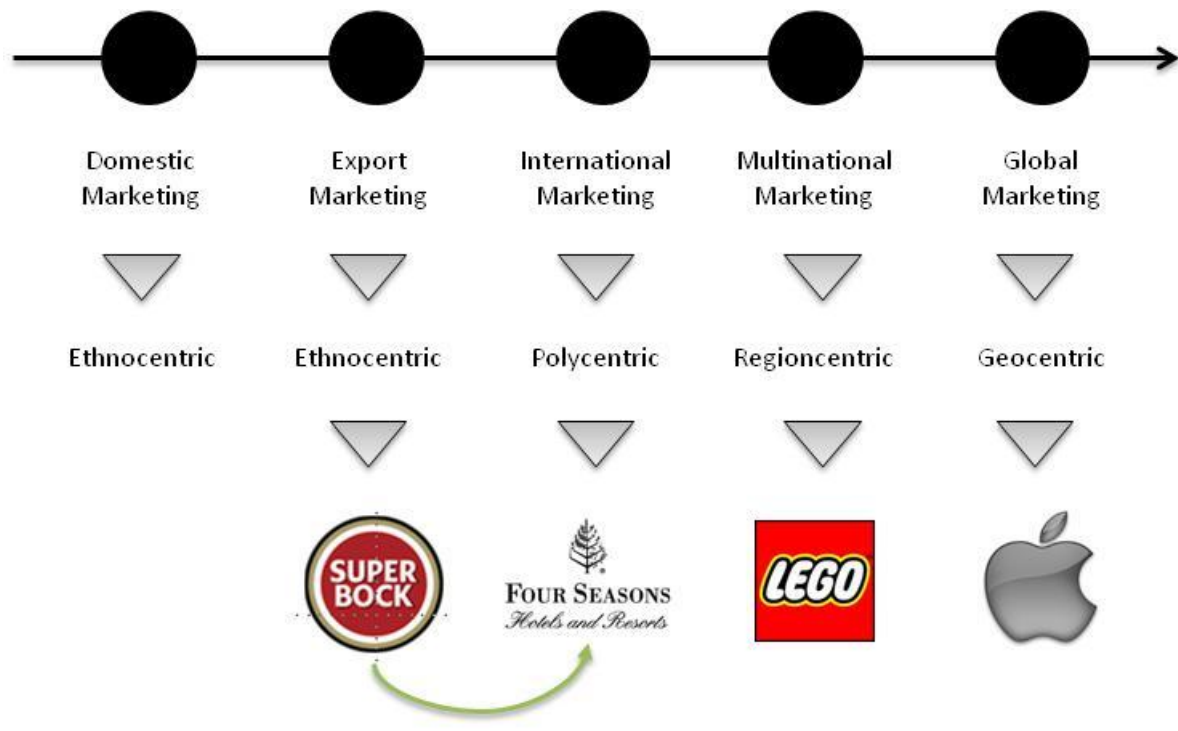 Domestic
Marketing
Export
Marketing
International
Marketing
Multinational
Marketing
Global
Marketing
Ethnocentric
Ethnocentric
Polycentric
Regioncentric
Geocentric
SUPER
BOCK
FOUR SEASONS
Hotels and Resorts
LEGO